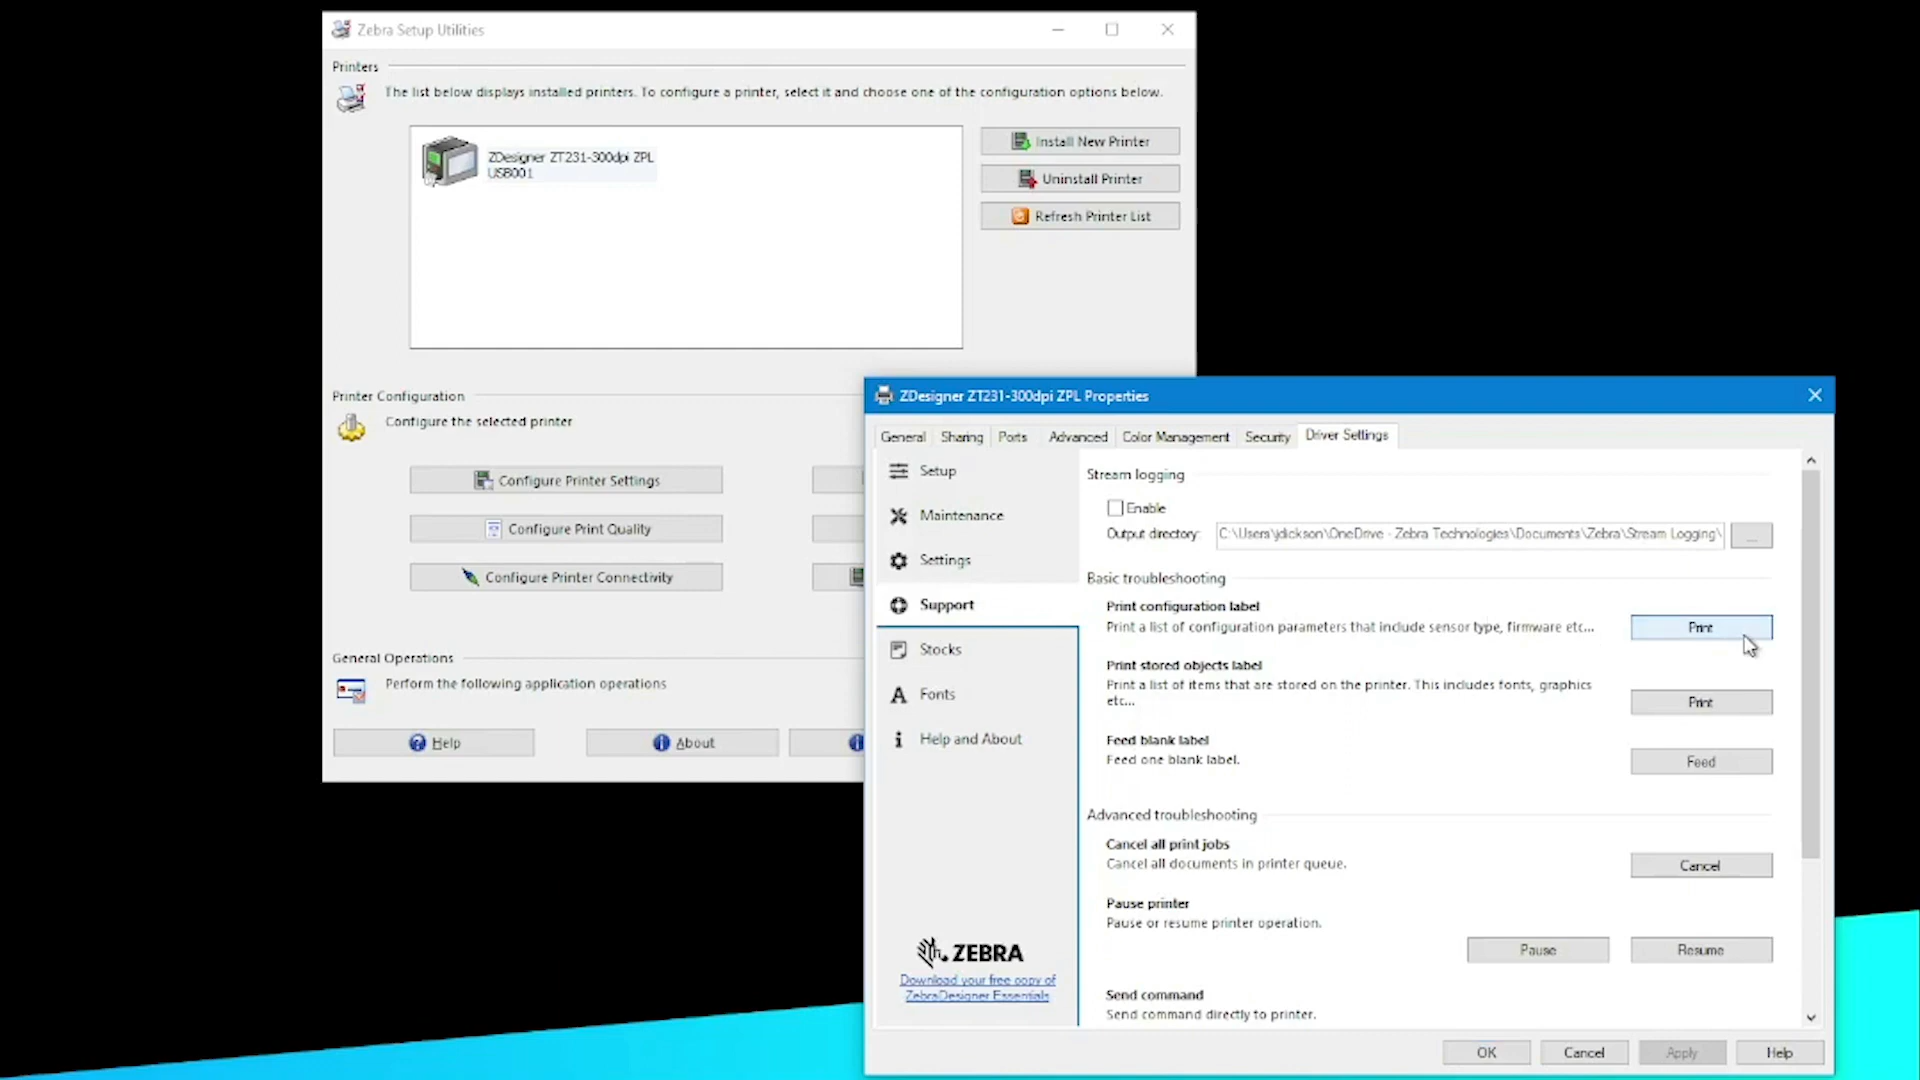 Zebra Setup Utilities
Printers
The list below displays installed printers. To configure a printer, select it and choose one of the configuration options below.
ZDesigner ZT231-300dpi ZPL
USB001
Install New Printer
Uninstall Printer
Refresh Printer List
Printer Configuration
Configure the selected printer
Configure Printer Settings
Configure Print Quality
Configure Printer Connectivity
General Operations
Perform the following application operations
Help
About
ZDesigner ZT231-300dpi ZPL Properties
General
Sharing
Ports
Advanced
Color Management
Security
Driver Settings
Setup
Maintenance
Settings
Support
Stocks
Fonts
Help and About
ZEBRA
Download your free copy of
ZebraDesigner Essentials
Stream logging
Enable
Output directory:
C:\Users\jdickson\OneDrive - Zebra Technologies\Documents\Zebra\Stream Logging\
...
Basic troubleshooting
Print configuration label
Print a list of configuration parameters that include sensor type, firmware etc...
Print
Print stored objects label
Print a list of items that are stored on the printer. This includes fonts, graphics
etc...
Print
Feed blank label
Feed one blank label.
Feed
Advanced troubleshooting
Cancel all print jobs
Cancel all documents in printer queue.
Cancel
Pause printer
Pause or resume printer operation.
Pause
Resume
Send command
Send command directly to printer.
OK
Cancel
Apply
Help